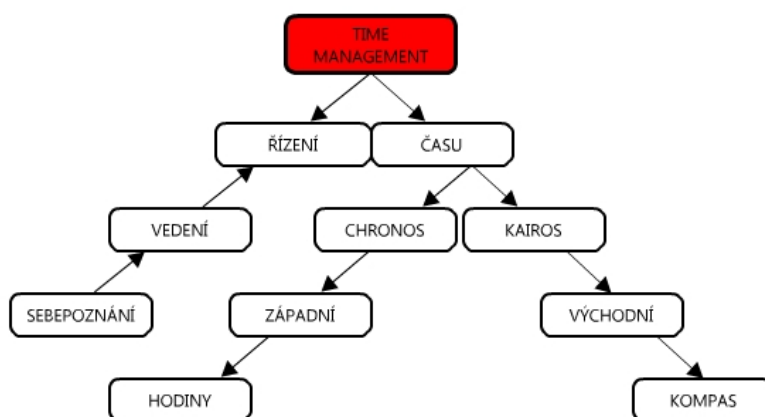 TIME
MANAGEMENT
ŘÍZENÍ
ČASU
VEDENÍ
CHRONOS
KAIROS
SEBEPOZNÁNÍ
ZÁPADNÍ
VÝCHODNÍ
HODINY
KOMPAS